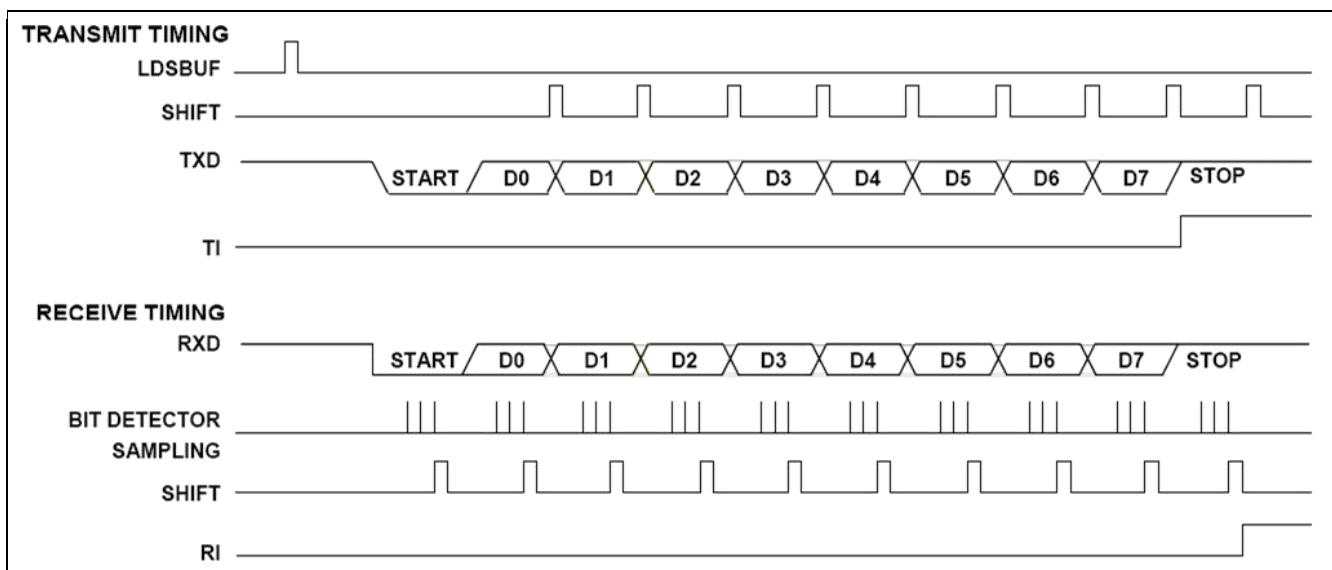 TRANSMIT TIMING
LDSBUF
SHIFT
TXD START D0 D1 D2 D3 D4 D5 D6 D7 STOP
TI
RECEIVE TIMING
RXD START D0 D1 D2 D3 D4 D5 D6 D7 STOP
BIT DETECTOR
SAMPLING
SHIFT
RI